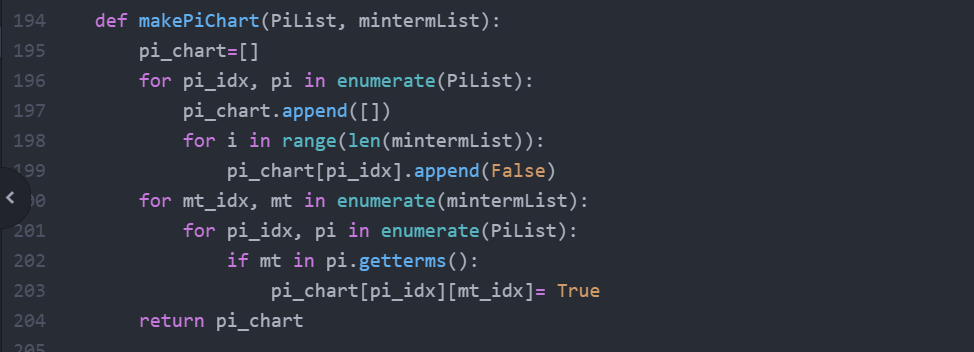 194 def makePiChart(PiList, mintermList):
195 pi_chart=[]
196 for pi_idx, pi in enumerate(PiList):
197 pi_chart.append([])
198 for i in range(len(mintermList)):
199 pi_chart[pi_idx].append(False)
00 for mt_idx, mt in enumerate(mintermList):
201 for pi_idx, pi in enumerate(PiList):
202 if mt in pi.getterms():
203 pi_chart[pi_idx][mt_idx]= True
204 return pi_chart
205